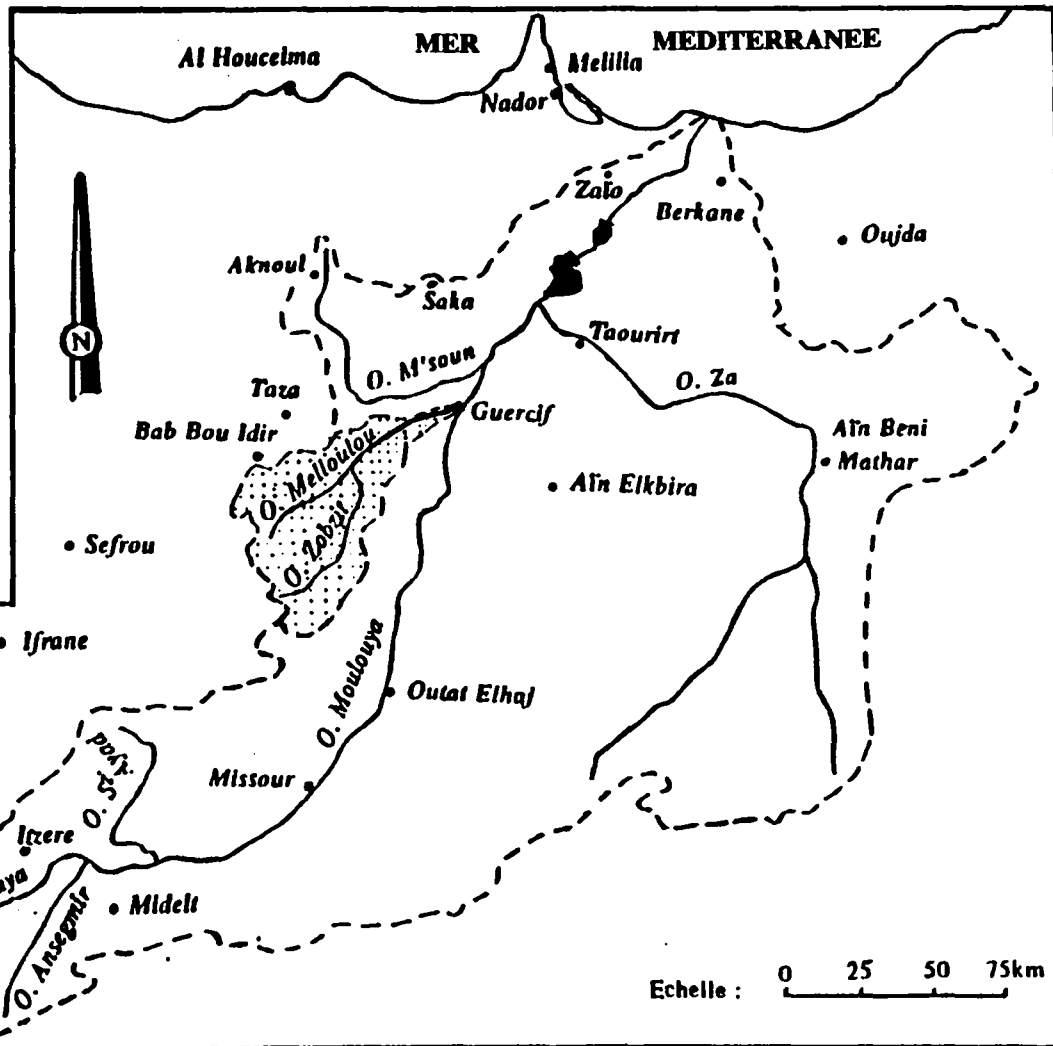 MER MEDITERRANEE
Al Houceima
Melilla
Nador
Zaïo
Berkane
Oujda
Aknoul
Saka
N
Taourirt
O. M'soun
O. Za
Taza
Guercif
Bab Bou Idir
Aïn Beni
Mathar
O. Melloulou
Aïn Elkbira
O. Zobzit
Sefrou
Ifrane
O. Moulouya
Outat Elhaj
Missour
Itzere
uya
Midelt
O. Ansegmir
Echelle : 0 25 50 75km